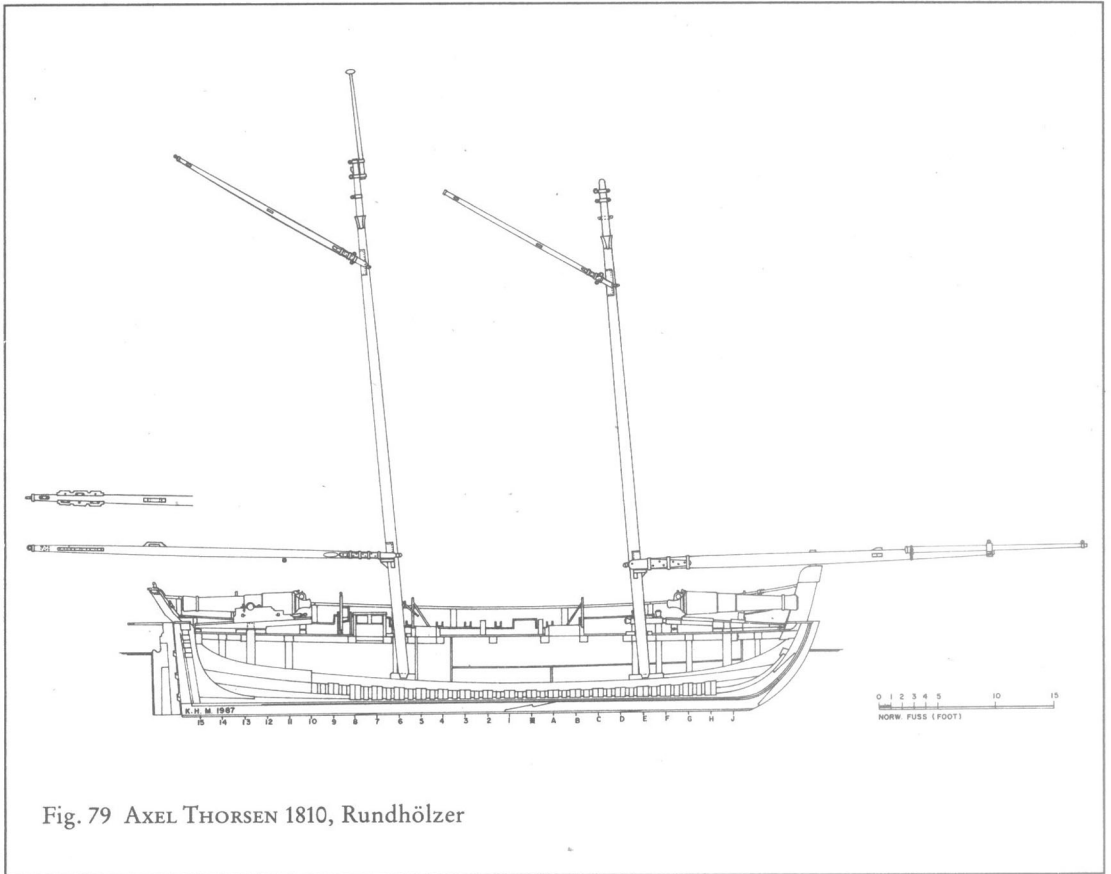 K.H.M. 1987
15 14 13 12 11 10 9 8 7 6 5 4 3 2 1 A B C D E F G H J
0 1 2 3 4 5 10 15
NORW. FUSS (FOOT)
Fig. 79 AXEL THORSEN 1810, Rundhölzer